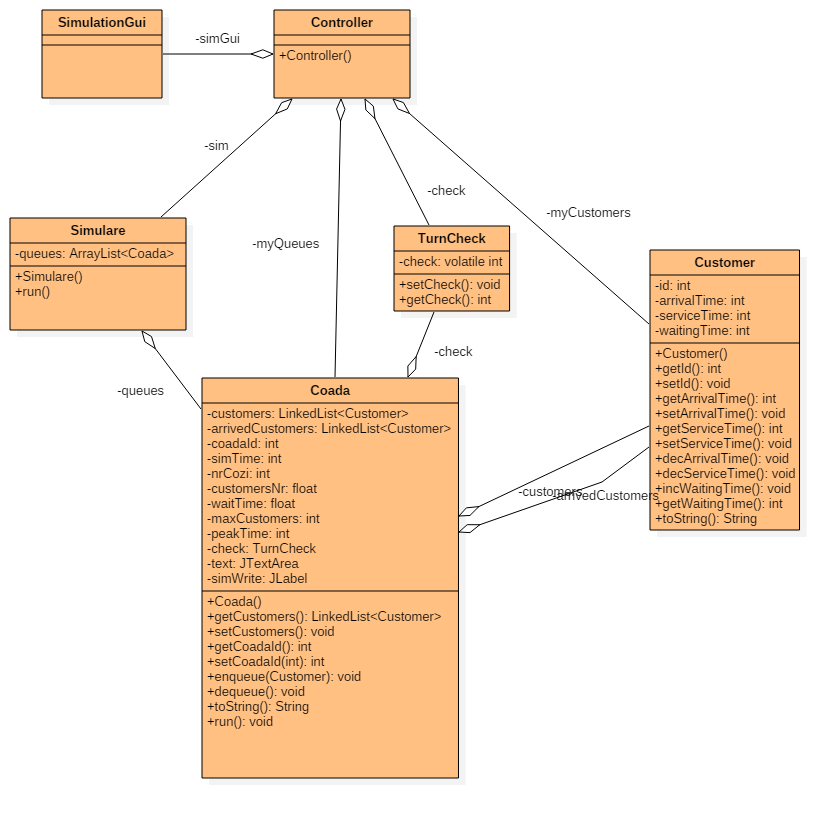 SimulationGui
Controller
-simGui
+Controller()
-sim
-check
-myQueues
-myCustomers
Simulare
-queues: ArrayList<Coada>
+Simulare()
+run()
TurnCheck
-check: volatile int
+setCheck(): void
+getCheck(): int
Customer
-id: int
-arrivalTime: int
-serviceTime: int
-waitingTime: int
+Customer()
+getId(): int
+setId(): void
+getArrivalTime(): int
+setArrivalTime(): void
+getServiceTime(): int
+setServiceTime(): void
+decArrivalTime(): void
+decServiceTime(): void
+incWaitingTime(): void
+getWaitingTime(): int
+toString(): String
-check
-queues
Coada
-customers: LinkedList<Customer>
-arrivedCustomers: LinkedList<Customer>
-coadaId: int
-simTime: int
-nrCozi: int
-customersNr: float
-waitTime: float
-maxCustomers: int
-peakTime: int
-check: TurnCheck
-text: JTextArea
-simWrite: JLabel
+Coada()
+getCustomers(): LinkedList<Customer>
+setCustomers(): void
+getCoadaId(): int
+setCoadaId(int): int
+enqueue(Customer): void
+dequeue(): void
+toString(): String
+run(): void
-customers
-arrivedCustomers